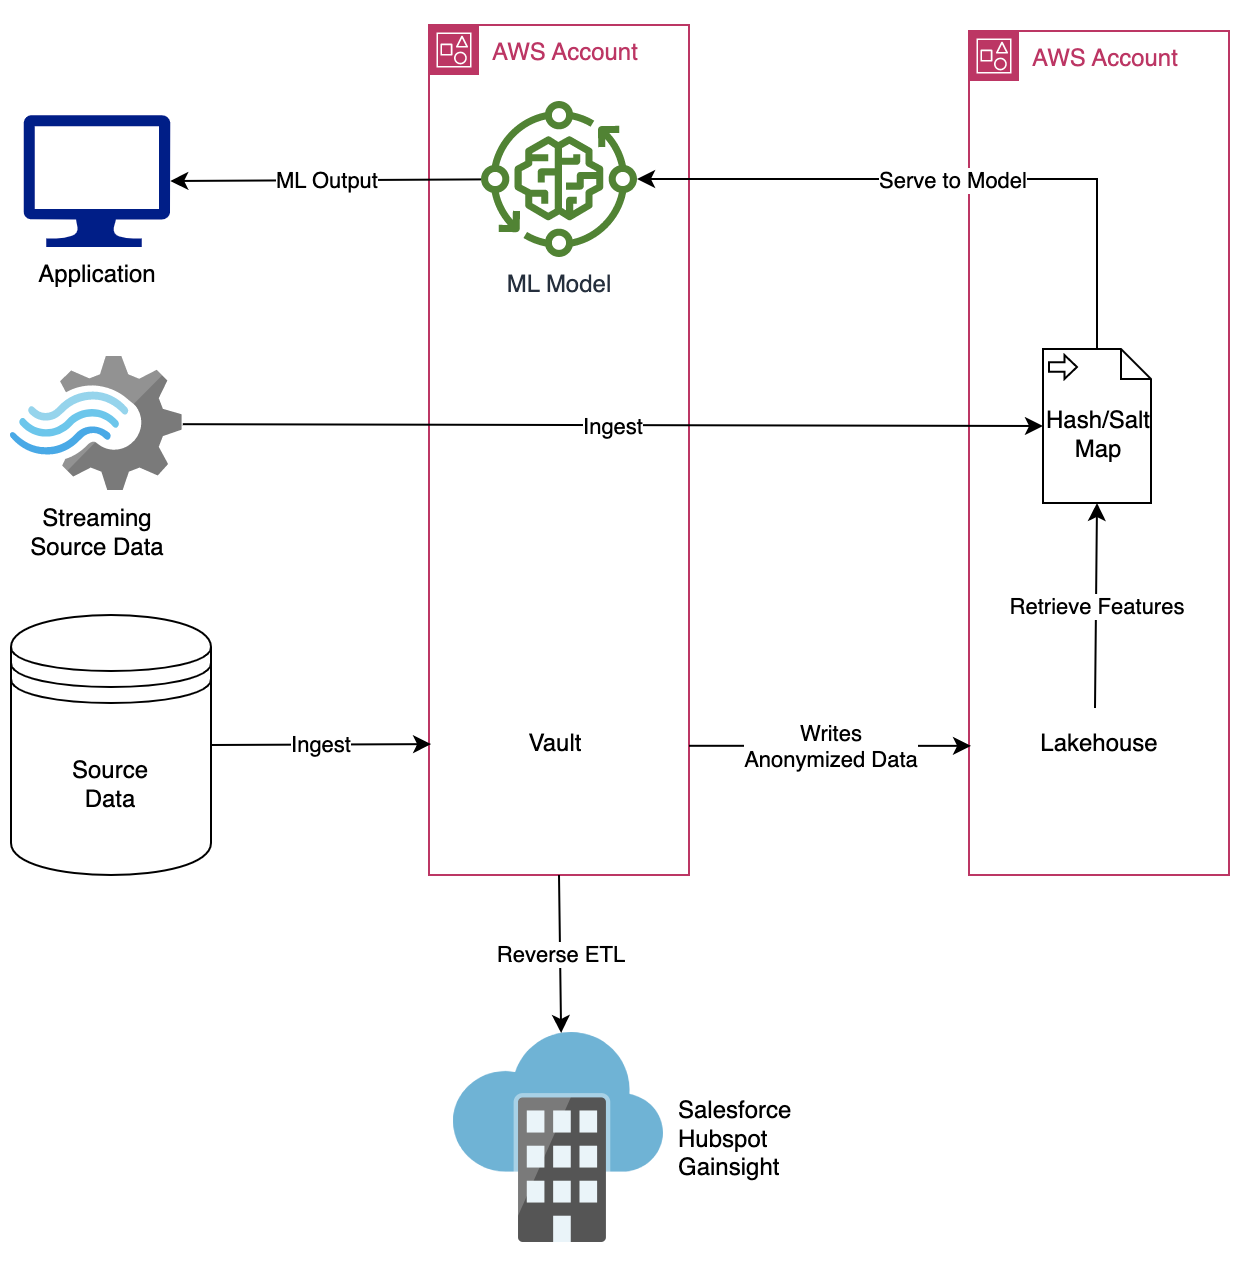 AWS Account
AWS Account
ML Output
Serve to Model
Application
ML Model
Ingest
Hash/Salt
Map
Streaming
Source Data
Retrieve Features
Source
Data
Ingest
Vault
Writes
Anonymized Data
Lakehouse
Reverse ETL
Salesforce
Hubspot
Gainsight